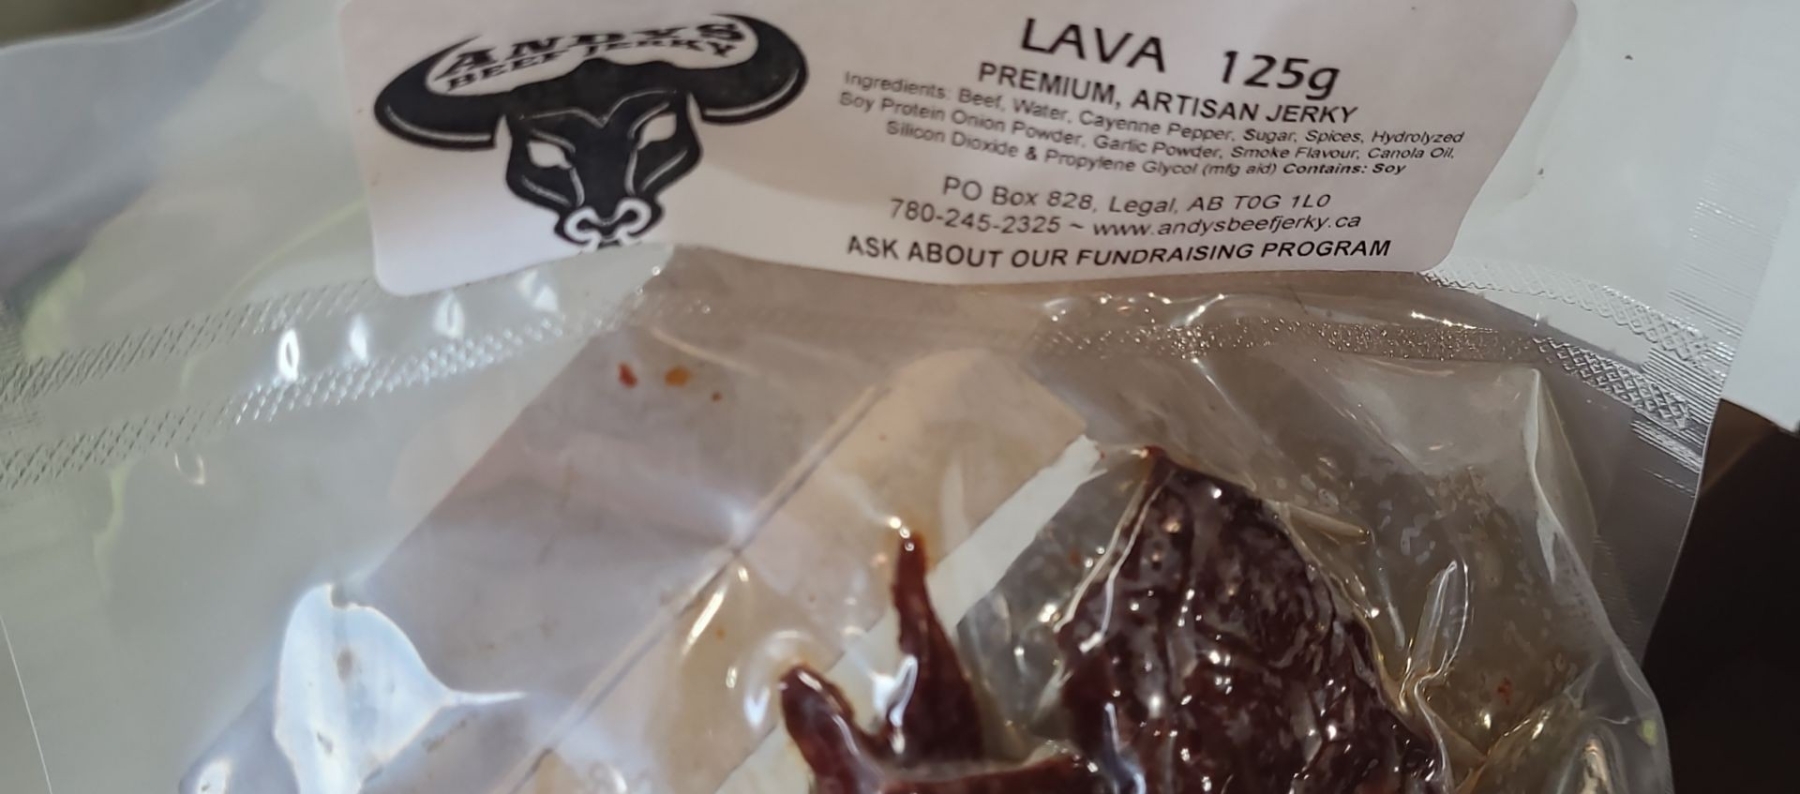 ANDY'S
BEEF JERKY
LAVA 125g
PREMIUM, ARTISAN JERKY
Ingredients: Beef, Water, Cayenne Pepper, Sugar, Spices, Hydrolyzed
Soy Protein Onion Powder, Garlic Powder, Smoke Flavour, Canola Oil,
Silicon Dioxide & Propylene Glycol (mfg aid) Contains: Soy
PO Box 828, Legal, AB T0G 1L0
780-245-2325 ~ www.andysbeefjerky.ca
ASK ABOUT OUR FUNDRAISING PROGRAM